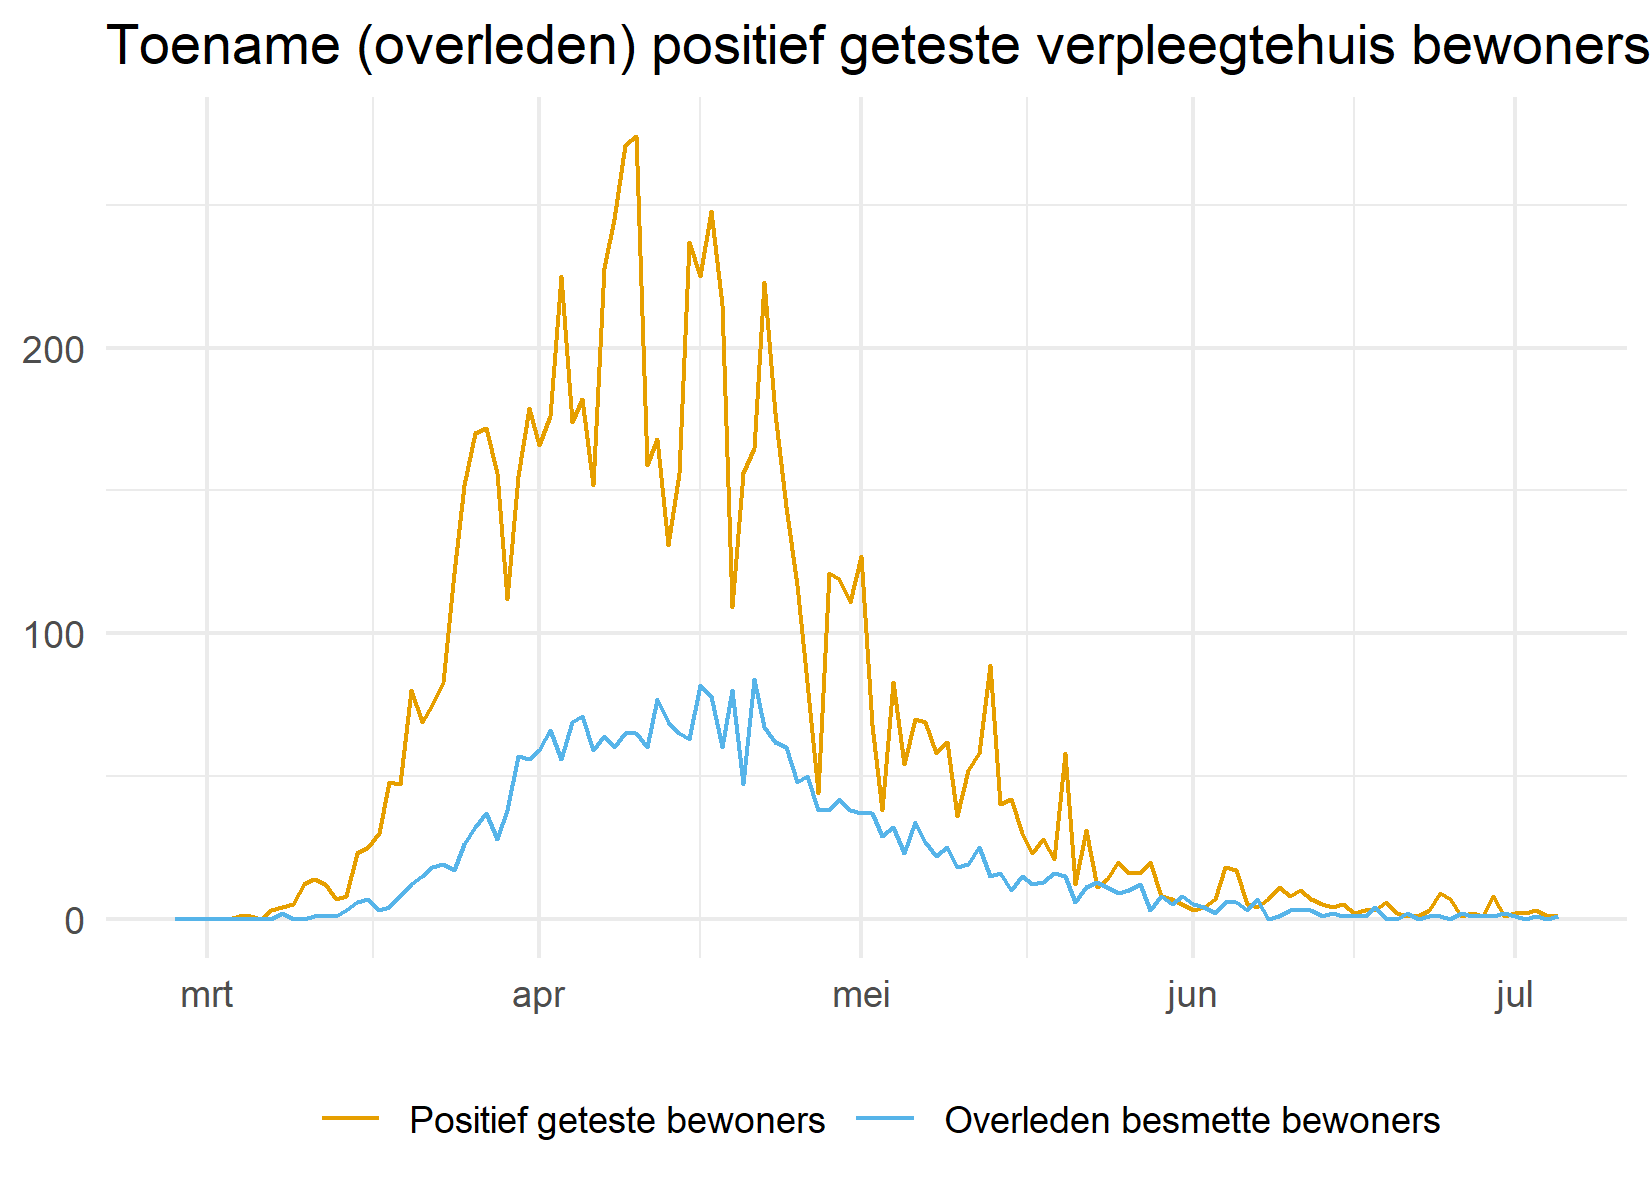 Toename (overleden) positief geteste verpleegtehuis bewoners
200
100
0
mrt apr mei jun jul
Positief geteste bewoners Overleden besmette bewoners